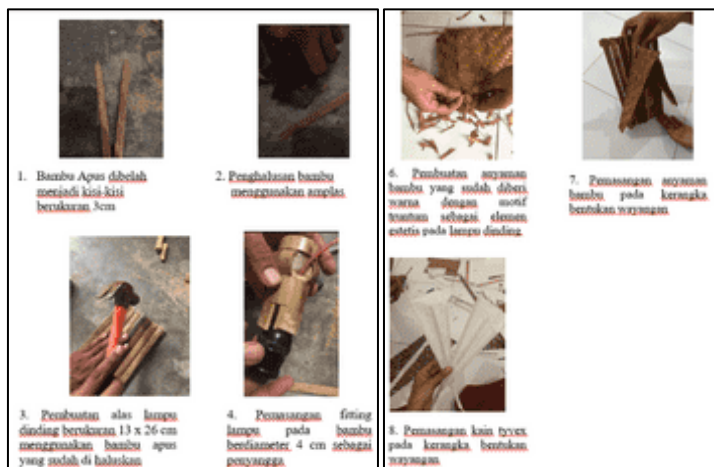 1. Bambu Apus dibelah
menjadi kisi-kisi
berukuran 3cm
2. Penghalusan bambu
menggunakan amplas
3. Pembuatan alas lampu
dinding berukuran 13 x 26 cm
menggunakan bambu apus
yang sudah di haluskan
4. Pemasangan fitting
lampu pada bambu
berdiameter 4 cm sebagai
penyangga
6. Pembuatan anyaman
bambu yang sudah diberi
warna dengan motif
truntum sebagai elemen
estetis pada lampu dinding
7. Pemasangan anyaman
bambu pada kerangka
bentukan wayangan
8. Pemasangan kain tyvex
pada kerangka bentukan
wayangan